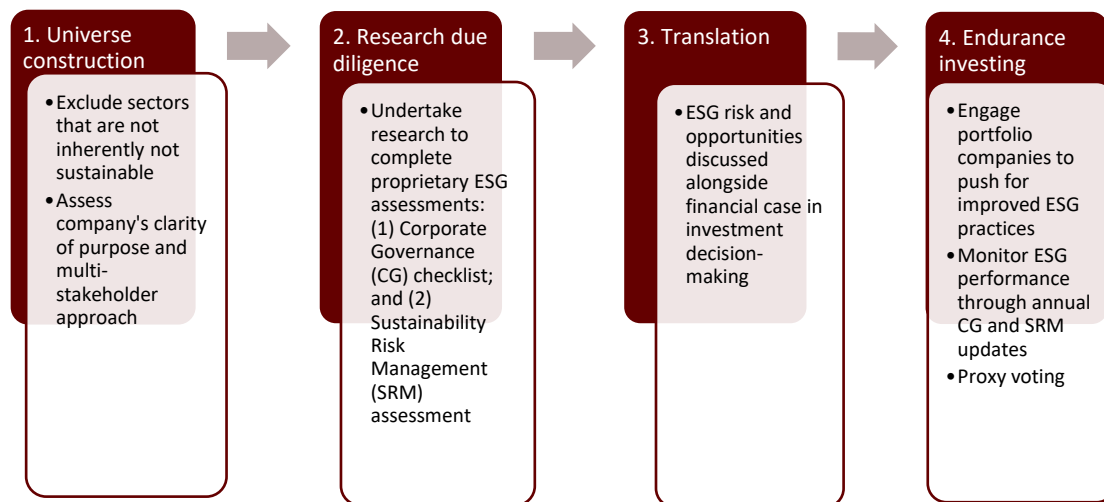 1. Universe
construction
•Exclude sectors
that are not
inherently not
sustainable
•Assess
company's clarity
of purpose and
multi-
stakeholder
approach
2. Research due
diligence
•Undertake
research to
complete
proprietary ESG
assessments:
(1) Corporate
Governance
(CG) checklist;
and (2)
Sustainability
Risk
Management
(SRM)
assessment
3. Translation
•ESG risk and
opportunities
discussed
alongside
financial case in
investment
decision-
making
4. Endurance
investing
•Engage
portfolio
companies to
push for
improved ESG
practices
•Monitor ESG
performance
through annual
CG and SRM
updates
•Proxy voting